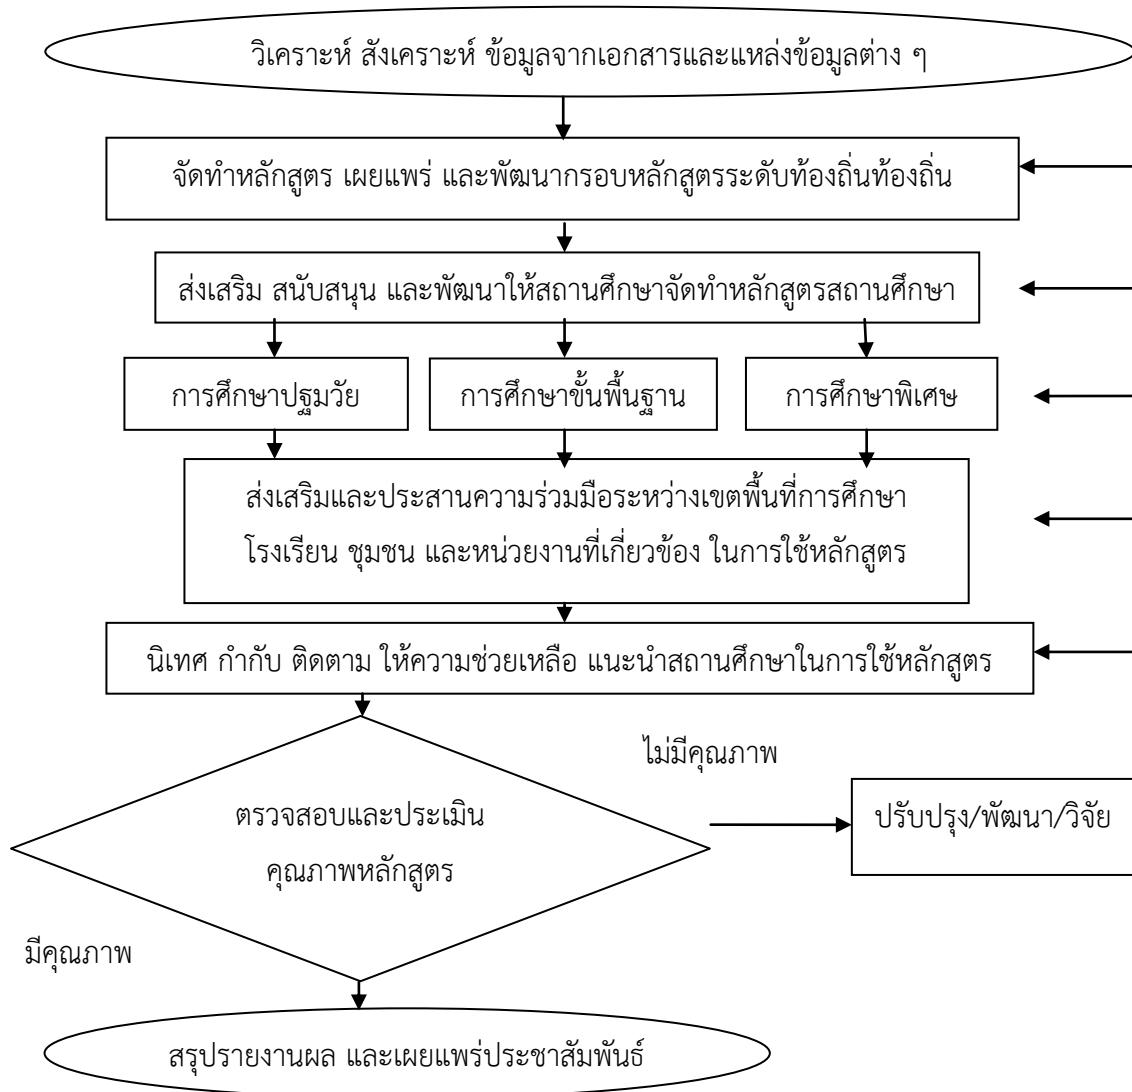 วิเคราะห์ สังเคราะห์ ข้อมูลจากเอกสารและแหล่งข้อมูลต่าง ๆ
จัดทำหลักสูตร เผยแพร่ และพัฒนากรอบหลักสูตรระดับท้องถิ่นท้องถิ่น
ส่งเสริม สนับสนุน และพัฒนาให้สถานศึกษาจัดทำหลักสูตรสถานศึกษา
การศึกษาปฐมวัย
การศึกษาขั้นพื้นฐาน
การศึกษาพิเศษ
ส่งเสริมและประสานความร่วมมือระหว่างเขตพื้นที่การศึกษา
โรงเรียน ชุมชน และหน่วยงานที่เกี่ยวข้อง ในการใช้หลักสูตร
นิเทศ กำกับ ติดตาม ให้ความช่วยเหลือ แนะนำสถานศึกษาในการใช้หลักสูตร
ไม่มีคุณภาพ
ตรวจสอบและประเมิน
คุณภาพหลักสูตร
ปรับปรุง/พัฒนา/วิจัย
มีคุณภาพ
สรุปรายงานผล และเผยแพร่ประชาสัมพันธ์